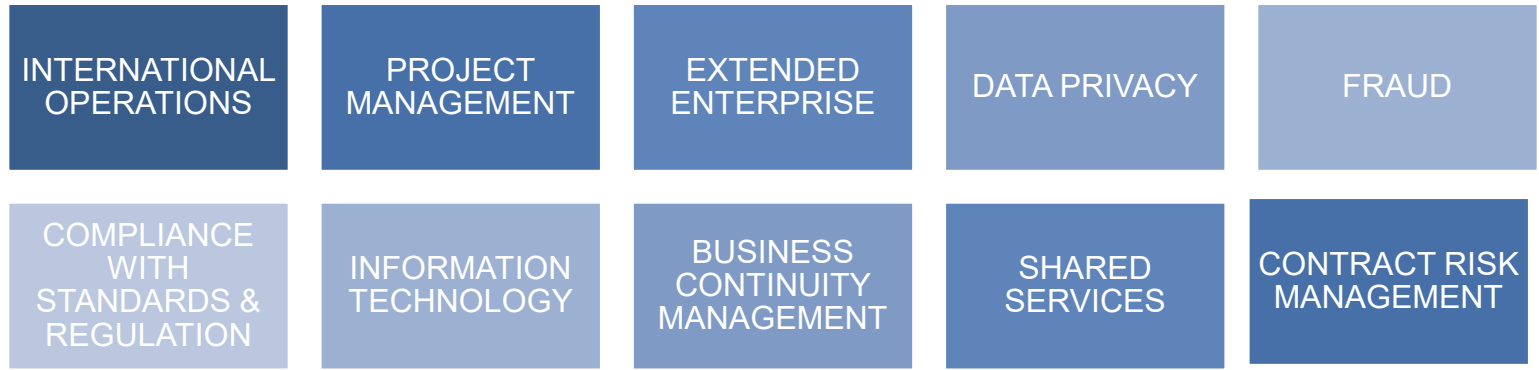 INTERNATIONAL
OPERATIONS
PROJECT
MANAGEMENT
EXTENDED
ENTERPRISE
DATA PRIVACY
FRAUD
COMPLIANCE
WITH
STANDARDS &
REGULATION
INFORMATION
TECHNOLOGY
BUSINESS
CONTINUITY
MANAGEMENT
SHARED
SERVICES
CONTRACT RISK
MANAGEMENT